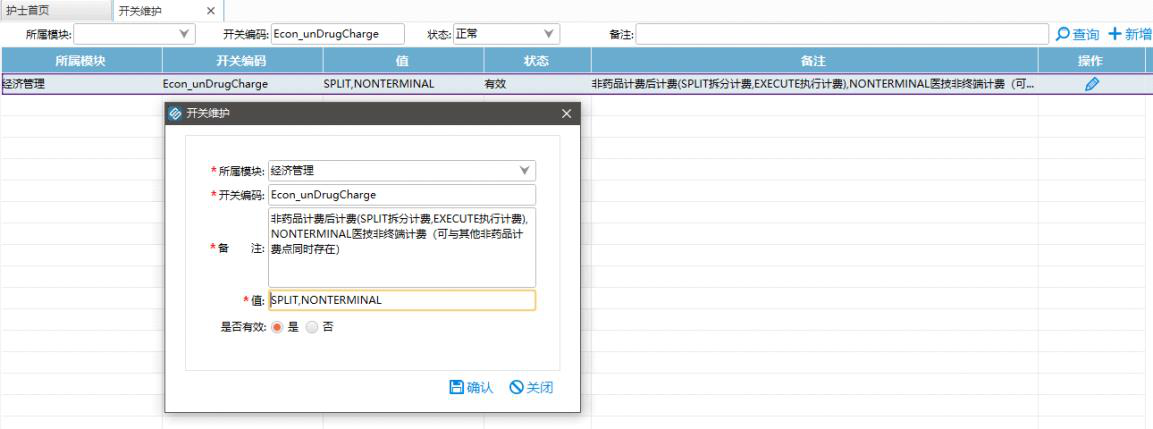 护士首页 开关维护
所属模块: 开关编码: Econ_unDrugCharge 状态: 正常 备注: 查询 新增
所属模块 开关编码 值 状态 备注 操作
经济管理 Econ_unDrugCharge SPLIT,NONTERMINAL 有效 非药品计费后计费(SPLIT拆分计费,EXECUTE执行计费),NONTERMINAL医技非终端计费（可...
开关维护
*所属模块: 经济管理
*开关编码: Econ_unDrugCharge
非药品计费后计费(SPLIT拆分计费,EXECUTE执行计费),
*备 注: NONTERMINAL医技非终端计费（可与其他非药品计
费点同时存在）
*值: SPLIT,NONTERMINAL
是否有效: 是 否
确认 关闭